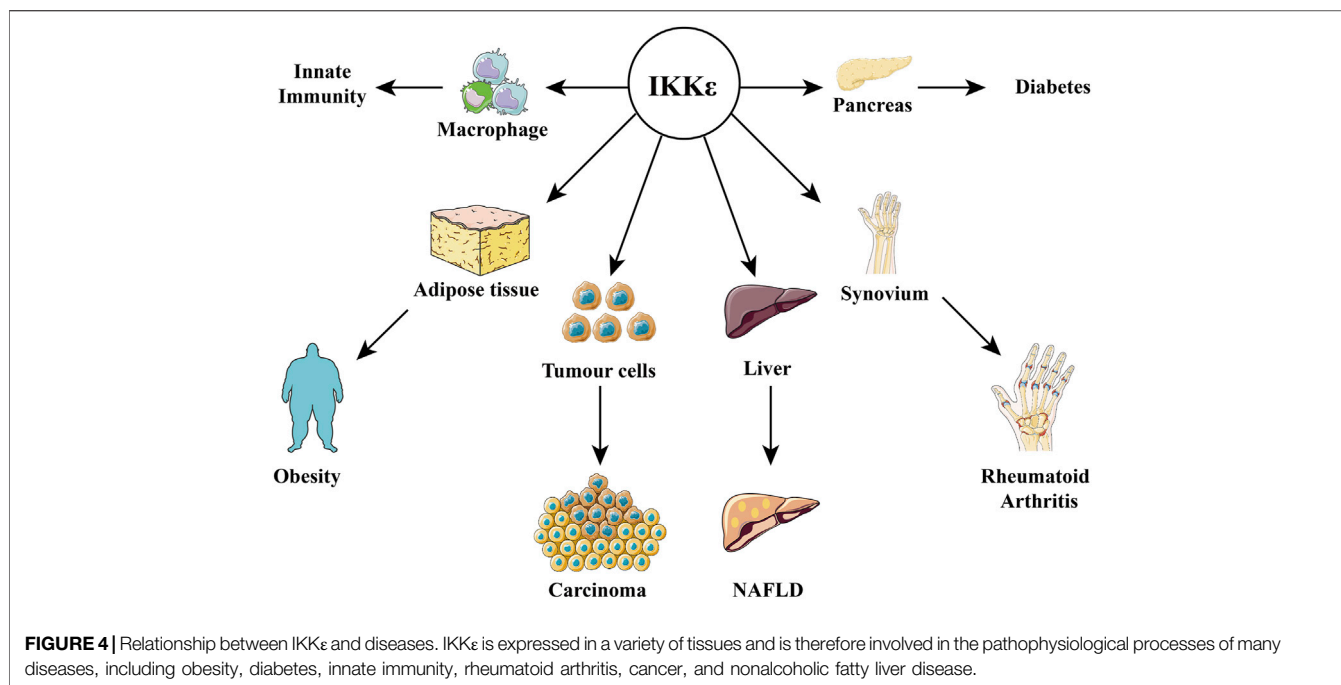 Innate
Immunity
Macrophage
IKKε
Pancreas
Diabetes
Adipose tissue
Tumour cells
Liver
Synovium
Obesity
Carcinoma
NAFLD
Rheumatoid
Arthritis
FIGURE 4 | Relationship between IKKε and diseases. IKKε is expressed in a variety of tissues and is therefore involved in the pathophysiological processes of many
diseases, including obesity, diabetes, innate immunity, rheumatoid arthritis, cancer, and nonalcoholic fatty liver disease.